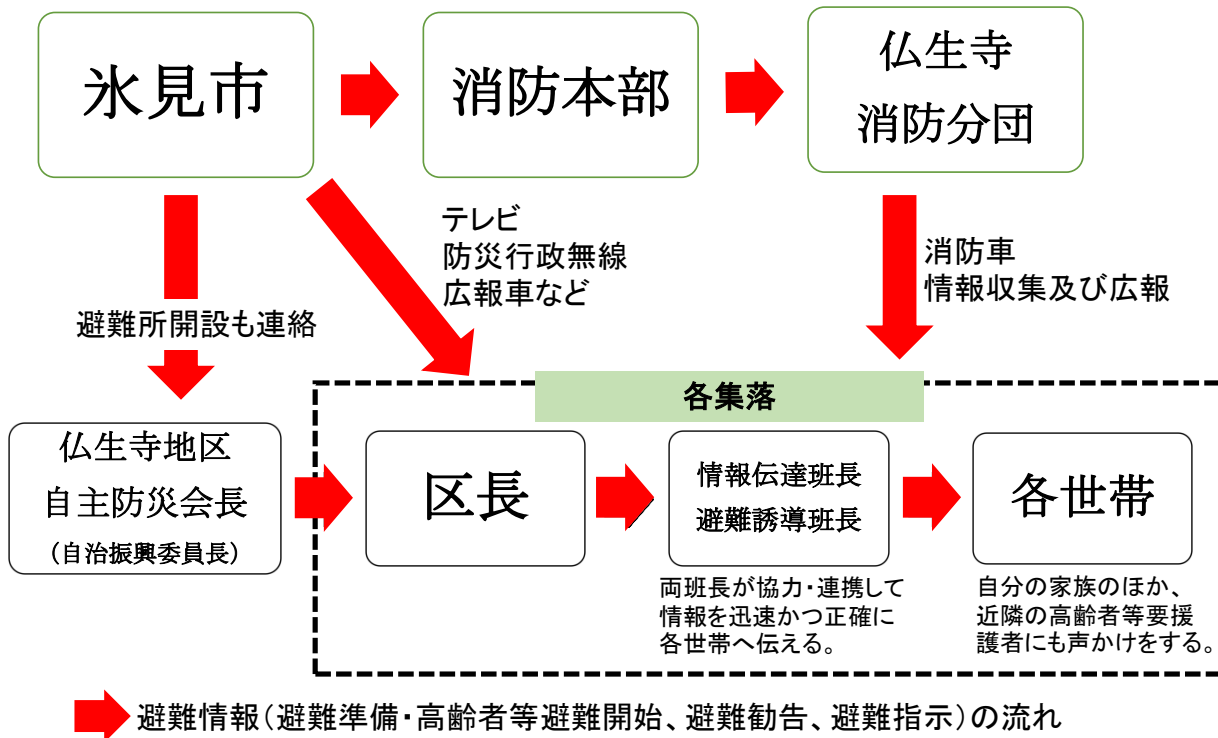 氷見市
消防本部
仏生寺
消防分団
テレビ
防災行政無線
広報車など
消防車
情報収集及び広報
避難所開設も連絡
各集落
仏生寺地区
自主防災会長
(自治振興委員長)
区長
情報伝達班長
避難誘導班長
各世帯
両班長が協力・連携して
情報を迅速かつ正確に
各世帯へ伝える。
自分の家族のほか、
近隣の高齢者等要援
護者にも声かけをする。
避難情報(避難準備・高齢者等避難開始、避難勧告、避難指示)の流れ